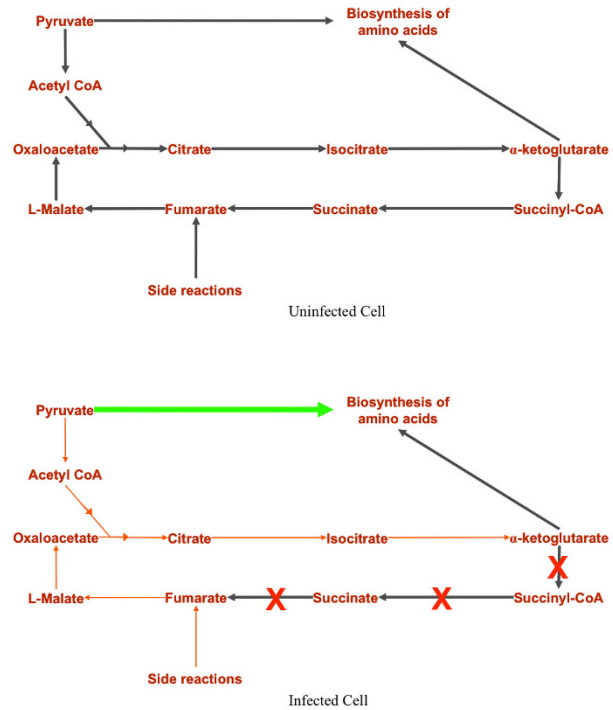 Pyruvate
Biosynthesis of
amino acids
Acetyl CoA
Oxaloacetate
Citrate
Isocitrate
α-ketoglutarate
L-Malate
Fumarate
Succinate
Succinyl-CoA
Side reactions
Uninfected Cell
Pyruvate
Biosynthesis of
amino acids
Acetyl CoA
Oxaloacetate
Citrate
Isocitrate
α-ketoglutarate
X
L-Malate
Fumarate
X
Succinate
X
Succinyl-CoA
Side reactions
Infected Cell